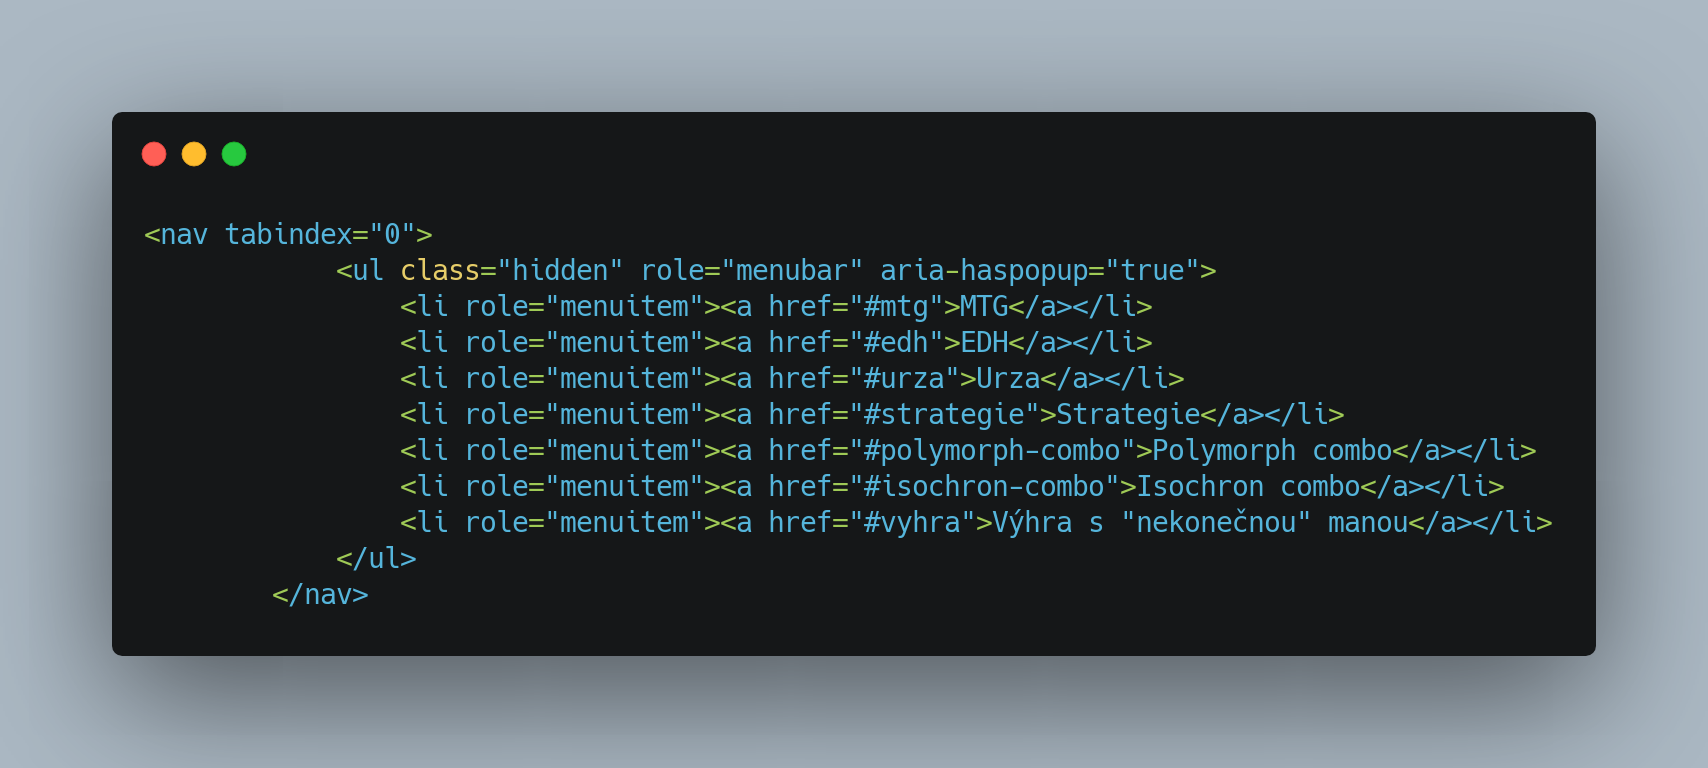 <nav tabindex="0">
            <ul class="hidden" role="menubar" aria-haspopup="true">
                <li role="menuitem"><a href="#mtg">MTG</a></li>
                <li role="menuitem"><a href="#edh">EDH</a></li>
                <li role="menuitem"><a href="#urza">Urza</a></li>
                <li role="menuitem"><a href="#strategie">Strategie</a></li>
                <li role="menuitem"><a href="#polymorph-combo">Polymorph combo</a></li>
                <li role="menuitem"><a href="#isochron-combo">Isochron combo</a></li>
                <li role="menuitem"><a href="#vyhra">Výhra s "nekonečnou" manou</a></li>
            </ul>
        </nav>